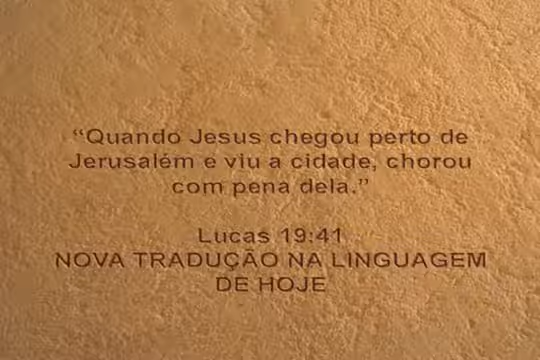 “Quando Jesus chegou perto de
Jerusalém e viu a cidade, chorou
com pena dela.”
Lucas 19:41
NOVA TRADUÇÃO NA LINGUAGEM
DE HOJE